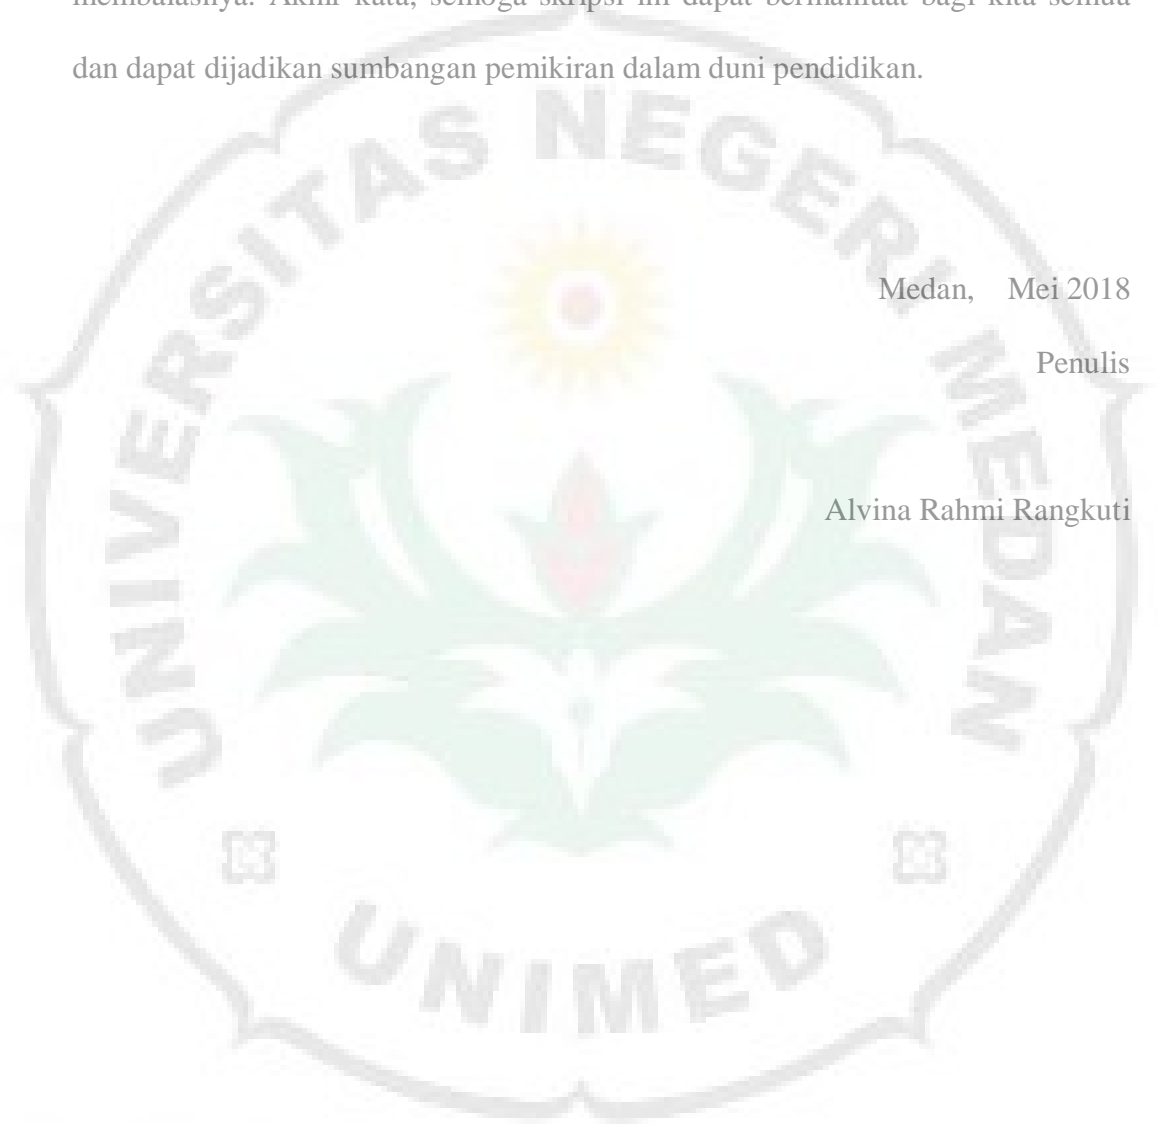 membalasnya. Akhir kata, semoga skripsi ini dapat bermanfaat bagi kita semua
dan dapat dijadikan sumbangan pemikiran dalam duni pendidikan.
UNIVERSITAS NEGERI MEDAN
Medan, Mei 2018
Penulis
Alvina Rahmi Rangkuti
UNIMED